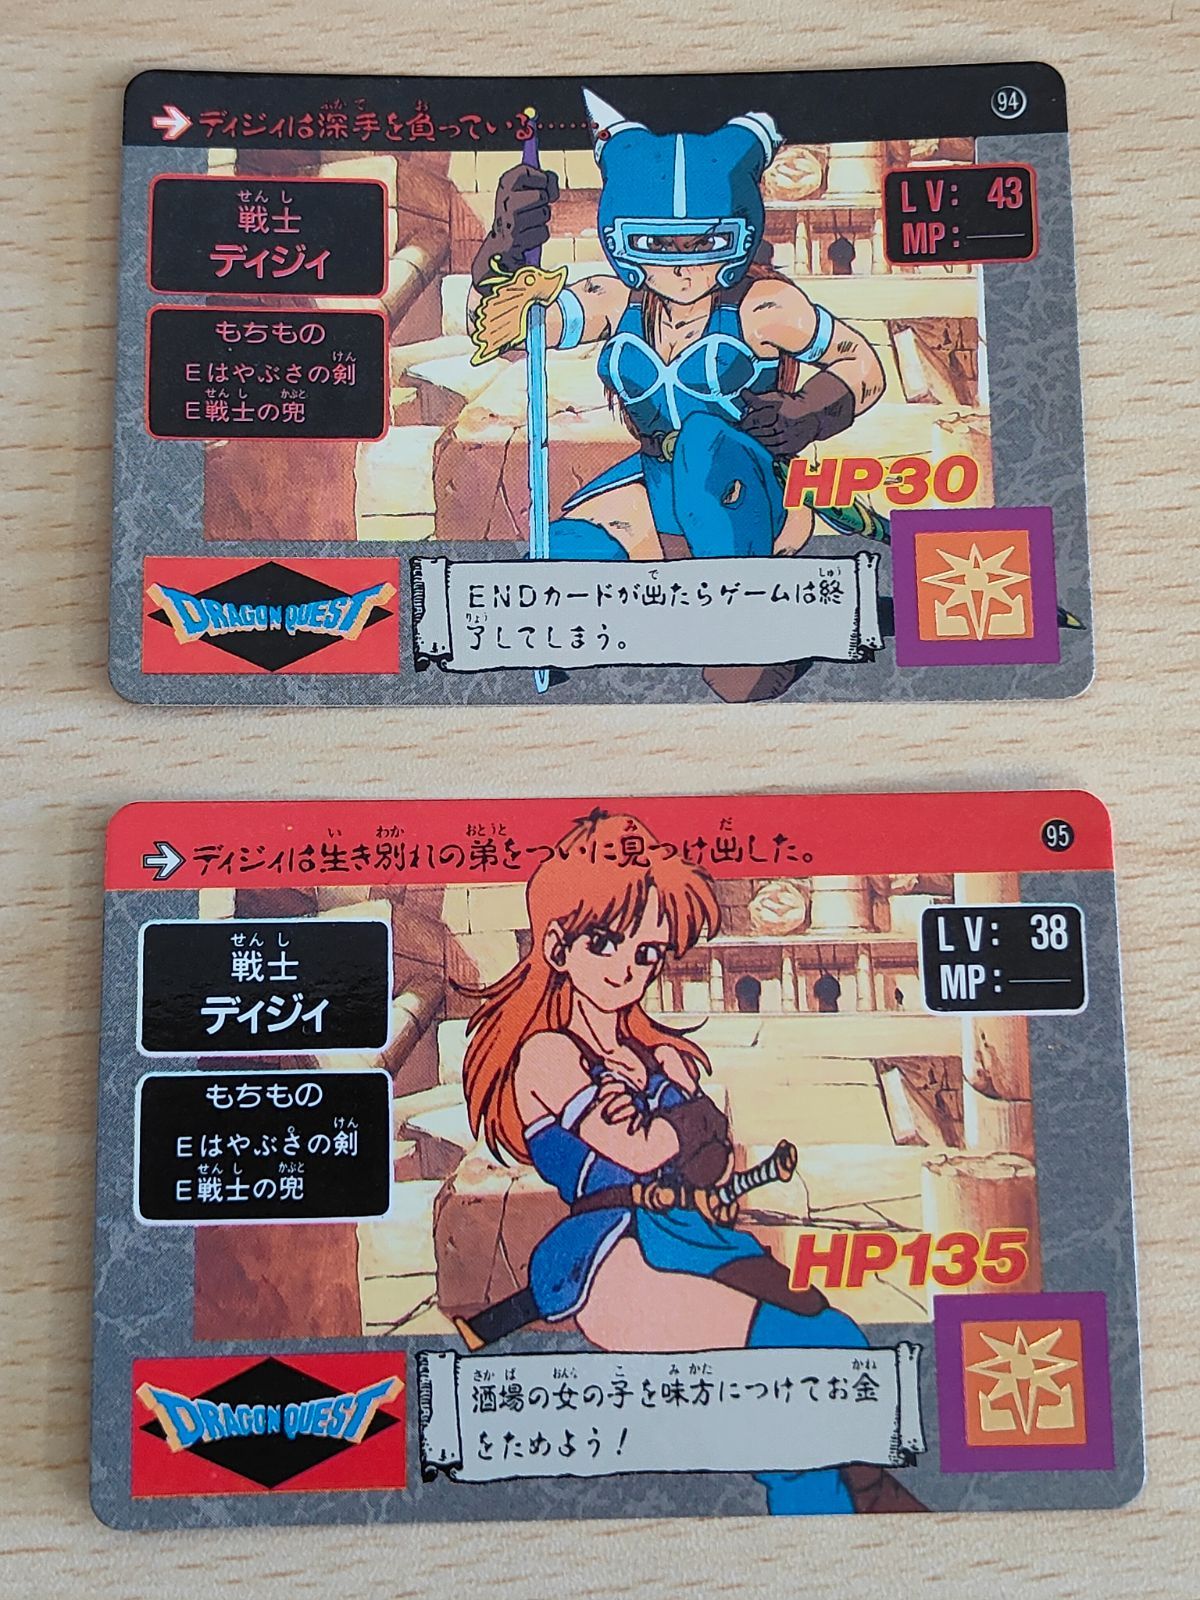 ディジィは深手を負っている……
94
戦士
ディジィ
LV: 43
MP:
もちもの
Eはやぶさの剣
E戦士の兜
HP30
DRAGON QUEST
ENDカードが出たらゲームは終
了してしまう。
ディジィは生き別れの弟をついに見つけ出した。
95
戦士
ディジィ
LV: 38
MP:
もちもの
Eはやぶさの剣
E戦士の兜
HP135
DRAGON QUEST
酒場の女の子を味方につけてお金
をためよう！